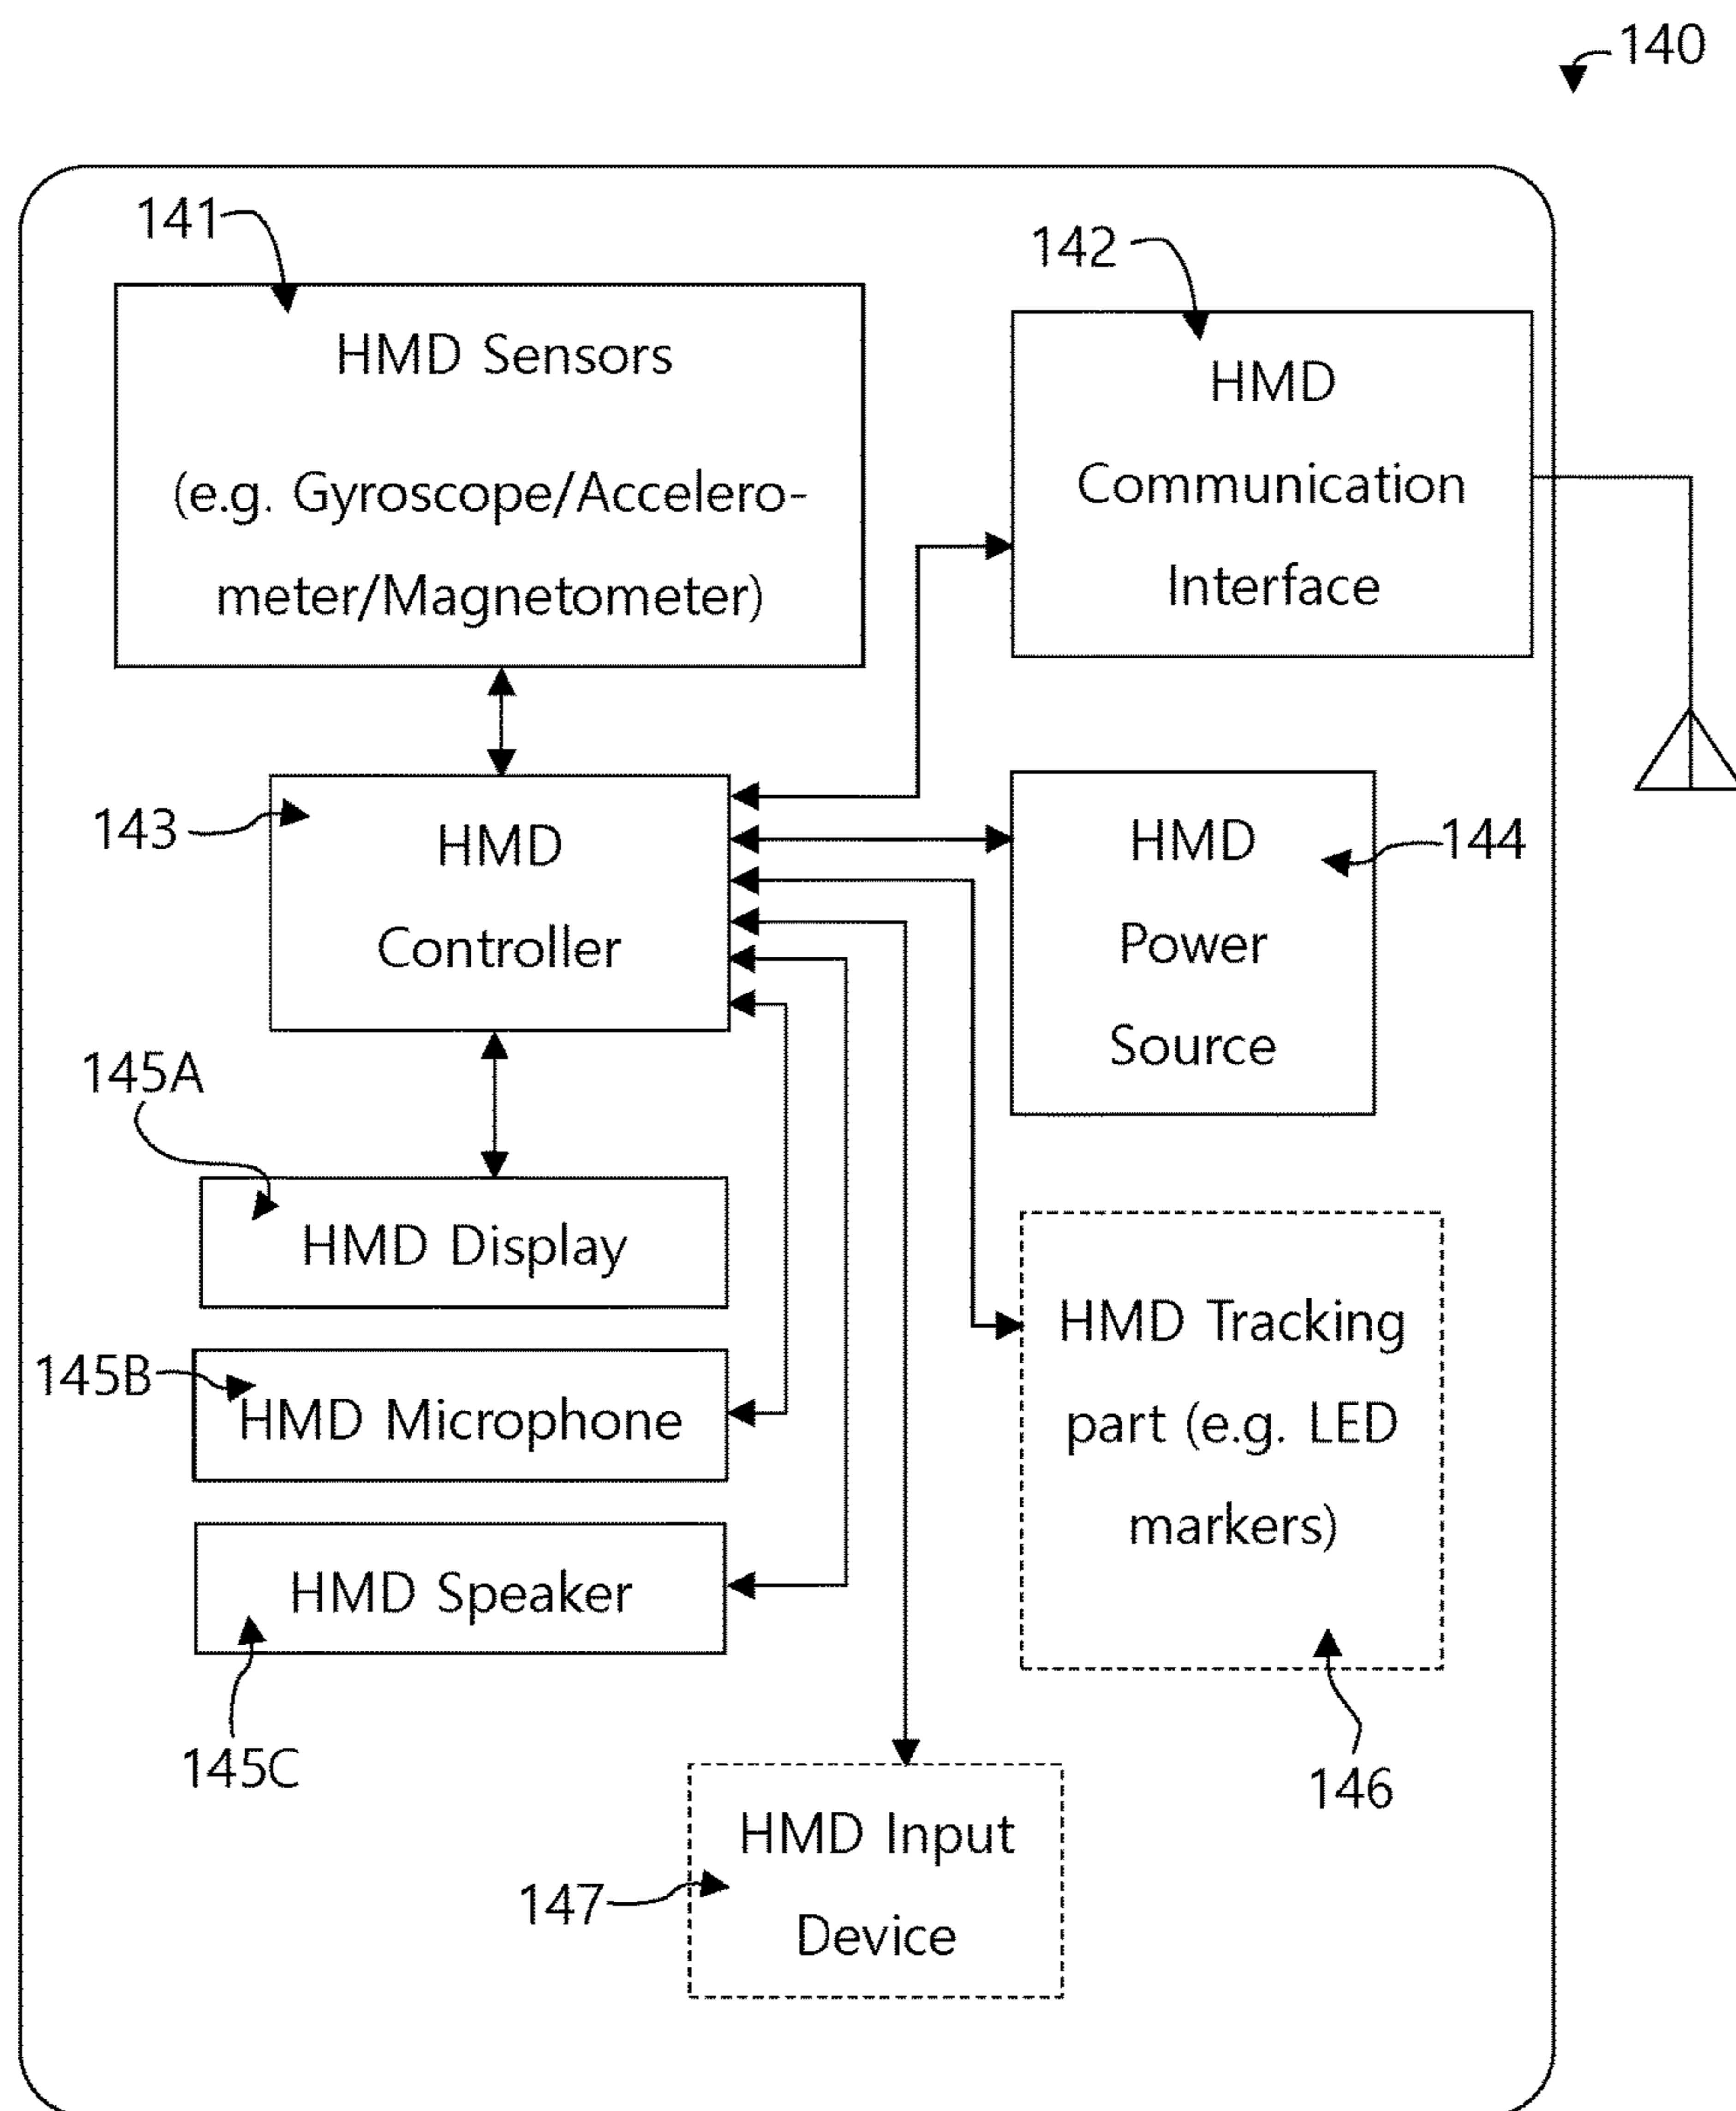 140
141
142
HMD Sensors
(e.g. Gyroscope/Accelero-
meter/Magnetometer)
HMD
Communication
Interface
143
HMD
Controller
HMD
Power
Source
144
145A
HMD Display
145B
HMD Microphone
HMD Speaker
145C
HMD Tracking
part (e.g. LED
markers)
146
HMD Input
Device
147